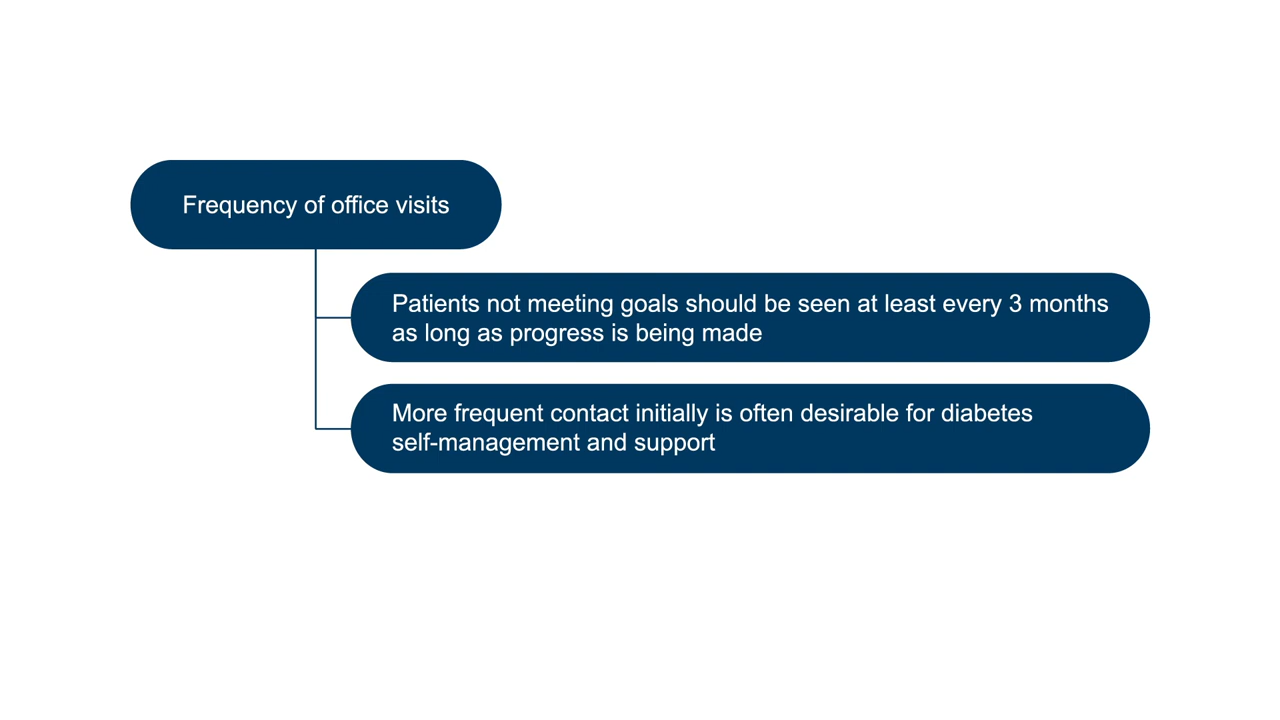 Frequency of office visits
Patients not meeting goals should be seen at least every 3 months
as long as progress is being made
More frequent contact initially is often desirable for diabetes
self-management and support